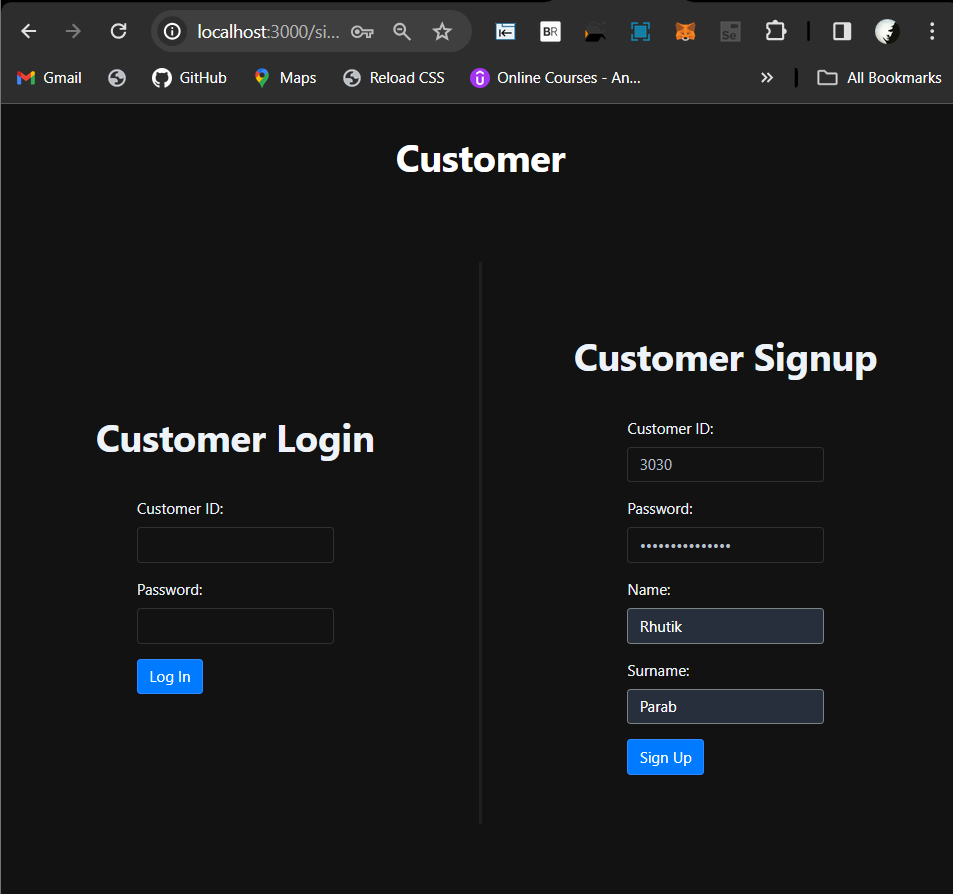 localhost:3000/si...
BR
Se
Gmail
GitHub
Maps
Reload CSS
Online Courses - An...
All Bookmarks
Customer
Customer Login
Customer ID:
Password:
Log In
Customer Signup
Customer ID:
3030
Password:
•••••••••••••••
Name:
Rhutik
Surname:
Parab
Sign Up